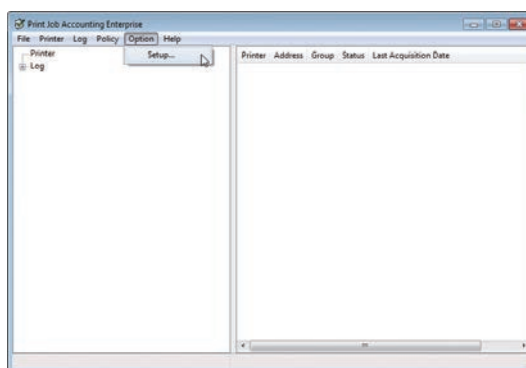 Print Job Accounting Enterprise
File Printer Log Policy Option Help
Setup...
Printer
Log
Printer Address Group Status Last Acquisition Date